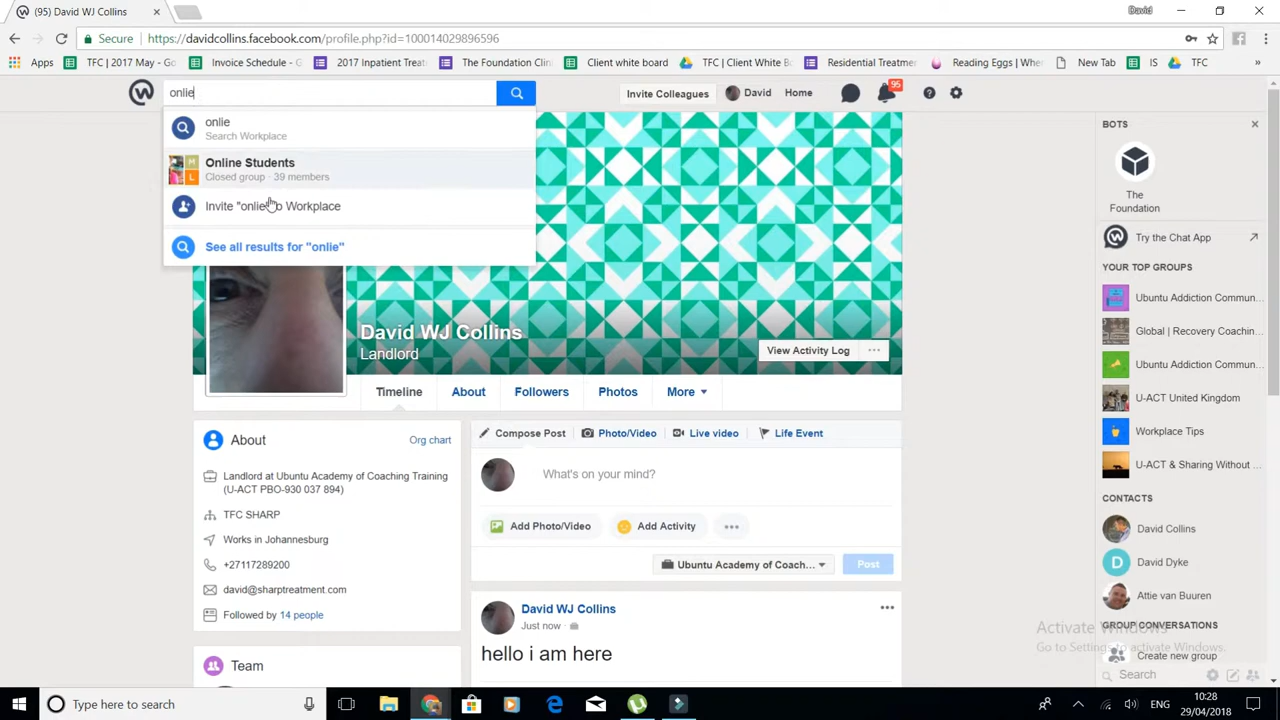 (95) David WJ Collins
David
Secure https://davidcollins.facebook.com/profile.php?id=100014029896596
Apps TFC | 2017 May - Go Invoice Schedule - G 2017 Inpatient Treat The Foundation Clin Client white board TFC | Client White Bo Residential Treatmen Reading Eggs | Wher New Tab IS TFC
onlie
Invite Colleagues David Home 95
onlie
Search Workplace
Online Students
Closed group · 39 members
Invite "onlie" to Workplace
See all results for "onlie"
David WJ Collins
Landlord
View Activity Log ...
Timeline About Followers Photos More
About Org chart
Landlord at Ubuntu Academy of Coaching Training
(U-ACT PBO-930 037 894)
TFC SHARP
Works in Johannesburg
+27117289200
david@sharptreatment.com
Followed by 14 people
Team
Compose Post Photo/Video Live video Life Event
What's on your mind?
Add Photo/Video Add Activity ...
Ubuntu Academy of Coach... Post
David WJ Collins
Just now
hello i am here
BOTS
The
Foundation
Try the Chat App
YOUR TOP GROUPS
Ubuntu Addiction Commun...
Global | Recovery Coachin...
Ubuntu Addiction Commun...
U-ACT United Kingdom
Workplace Tips
U-ACT & Sharing Without ...
CONTACTS
David Collins
David Dyke
Attie van Buuren
GROUP CONVERSATIONS
Create new group
Search
Activate Windows
Go to Settings to activate Windows.
Type here to search
ENG
10:28
29/04/2018